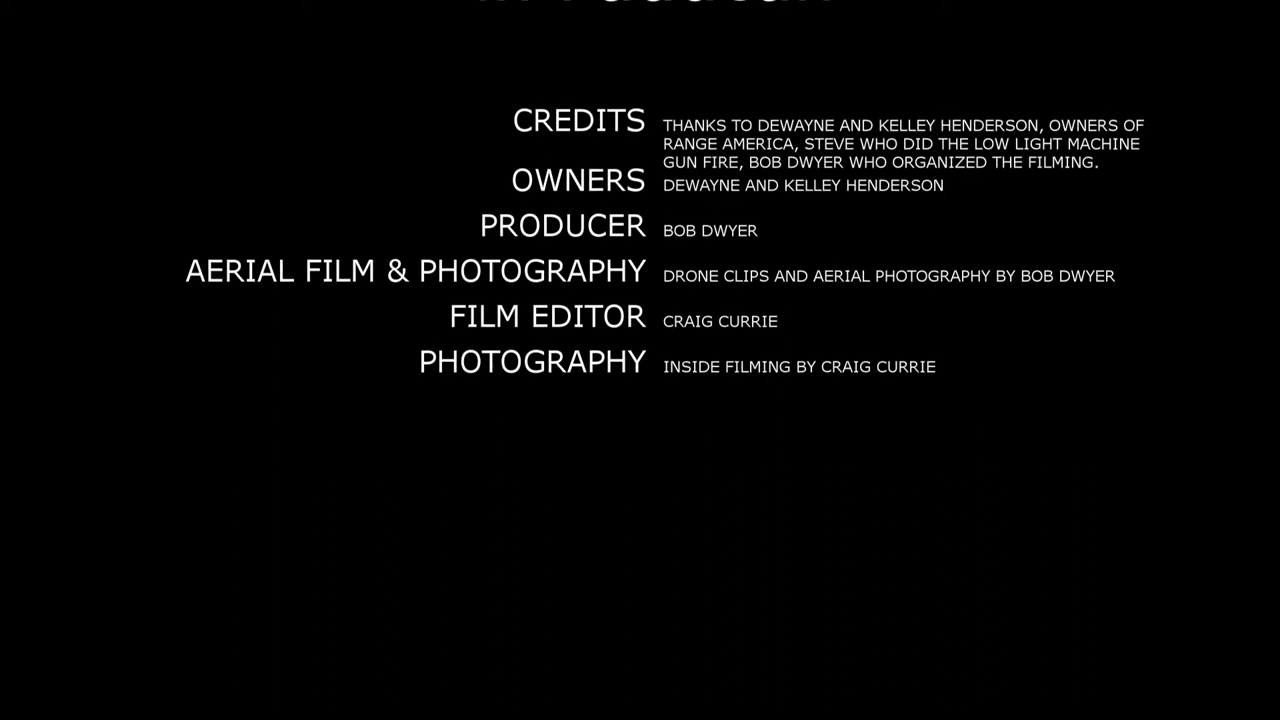 CREDITS THANKS TO DEWAYNE AND KELLEY HENDERSON, OWNERS OF
RANGE AMERICA, STEVE WHO DID THE LOW LIGHT MACHINE
GUN FIRE, BOB DWYER WHO ORGANIZED THE FILMING.
OWNERS DEWAYNE AND KELLEY HENDERSON
PRODUCER BOB DWYER
AERIAL FILM & PHOTOGRAPHY DRONE CLIPS AND AERIAL PHOTOGRAPHY BY BOB DWYER
FILM EDITOR CRAIG CURRIE
PHOTOGRAPHY INSIDE FILMING BY CRAIG CURRIE